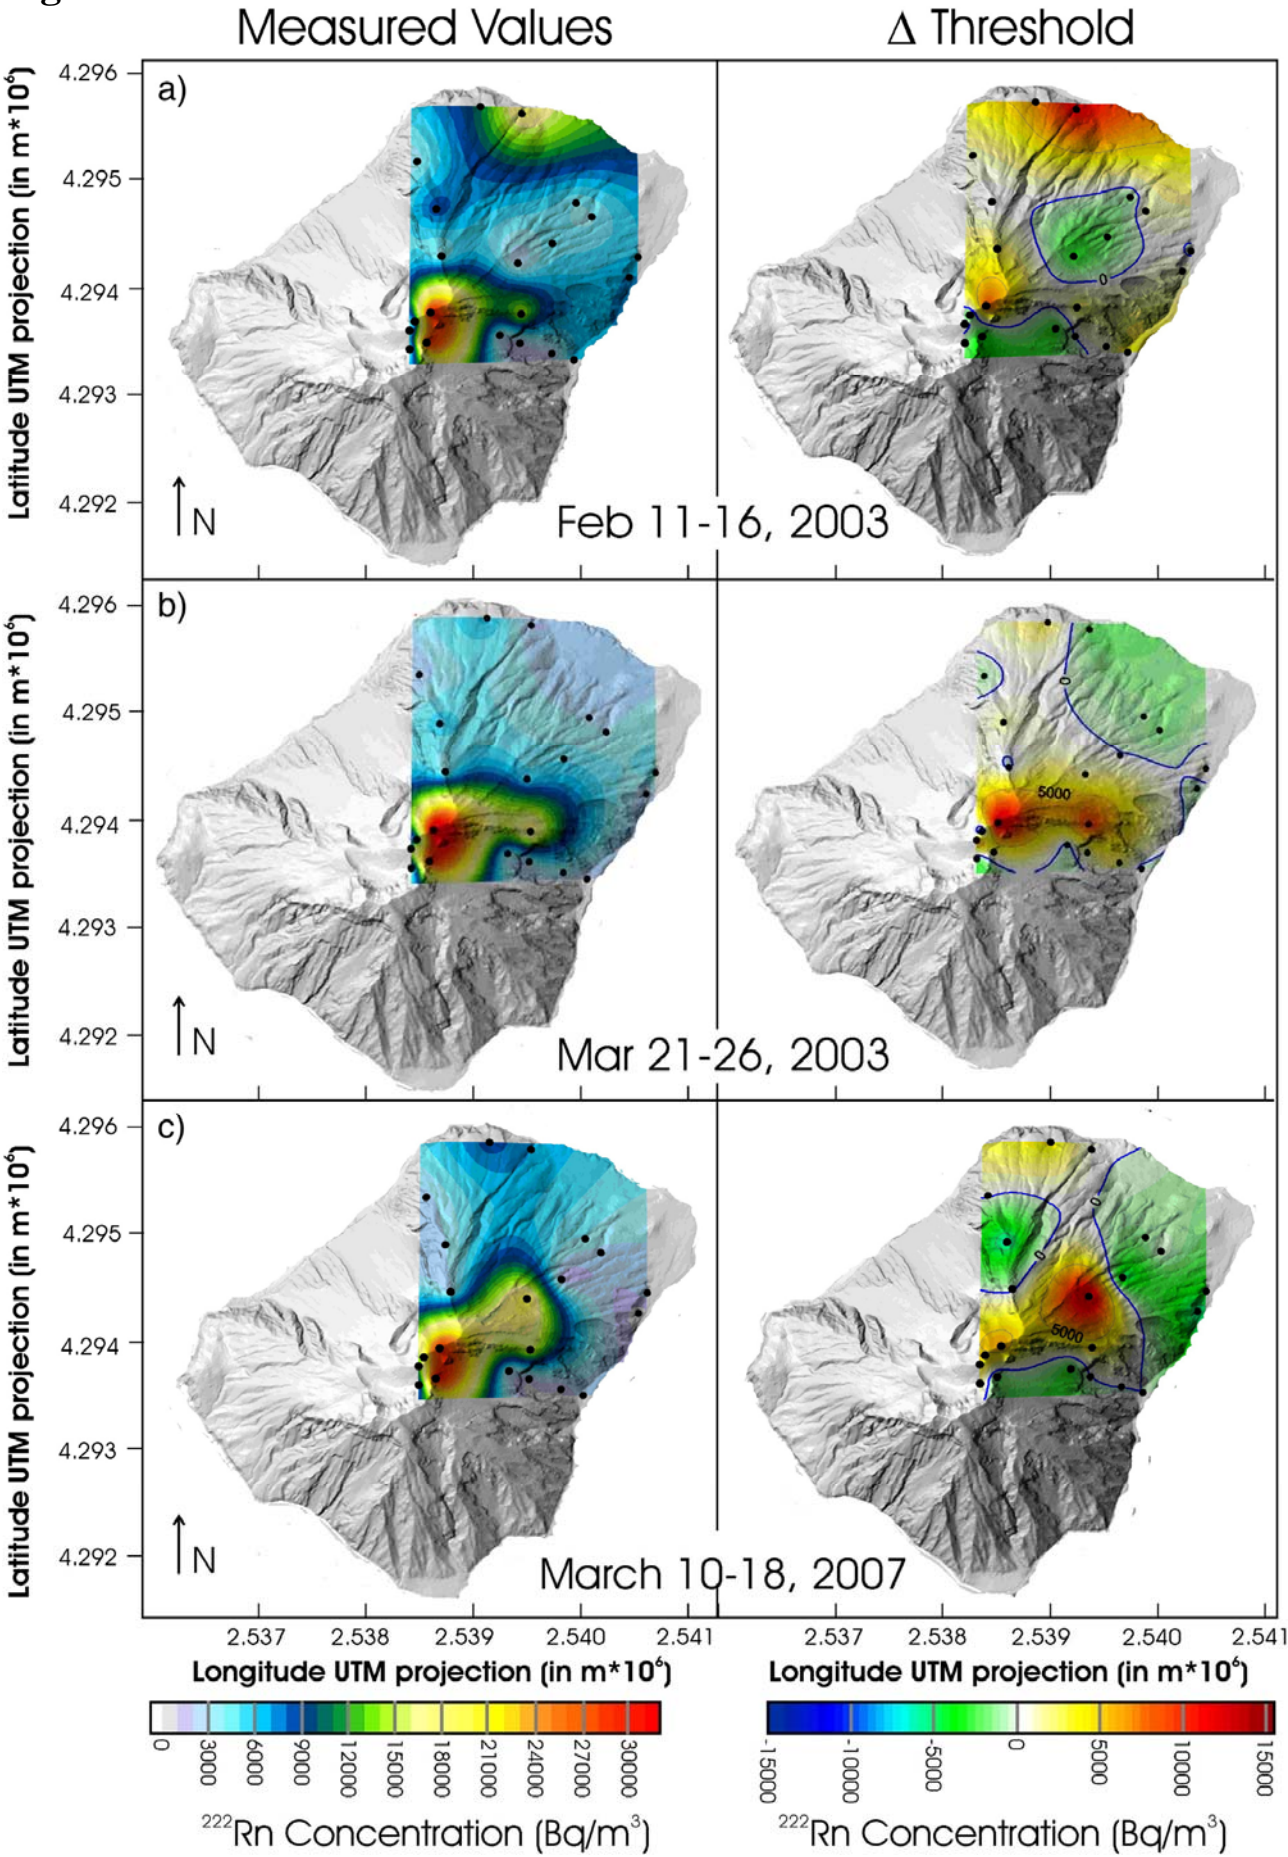 Measured Values
Δ Threshold
a)
4.296
4.295
4.294
4.293
4.292
Latitude UTM projection (in m*10⁶)
N
0
Feb 11-16, 2003
b)
4.296
4.295
4.294
4.293
4.292
Latitude UTM projection (in m*10⁶)
N
0
5000
Mar 21-26, 2003
c)
4.296
4.295
4.294
4.293
4.292
Latitude UTM projection (in m*10⁶)
N
0
0
5000
March 10-18, 2007
2.537 2.538 2.539 2.540 2.541
2.537 2.538 2.539 2.540 2.541
Longitude UTM projection (in m*10⁶)
Longitude UTM projection (in m*10⁶)
0 3000 6000 9000 12000 15000 18000 21000 24000 27000 30000
-15000 -10000 -5000 0 5000 10000 15000
²²²Rn Concentration (Bq/m³)
²²²Rn Concentration (Bq/m³)